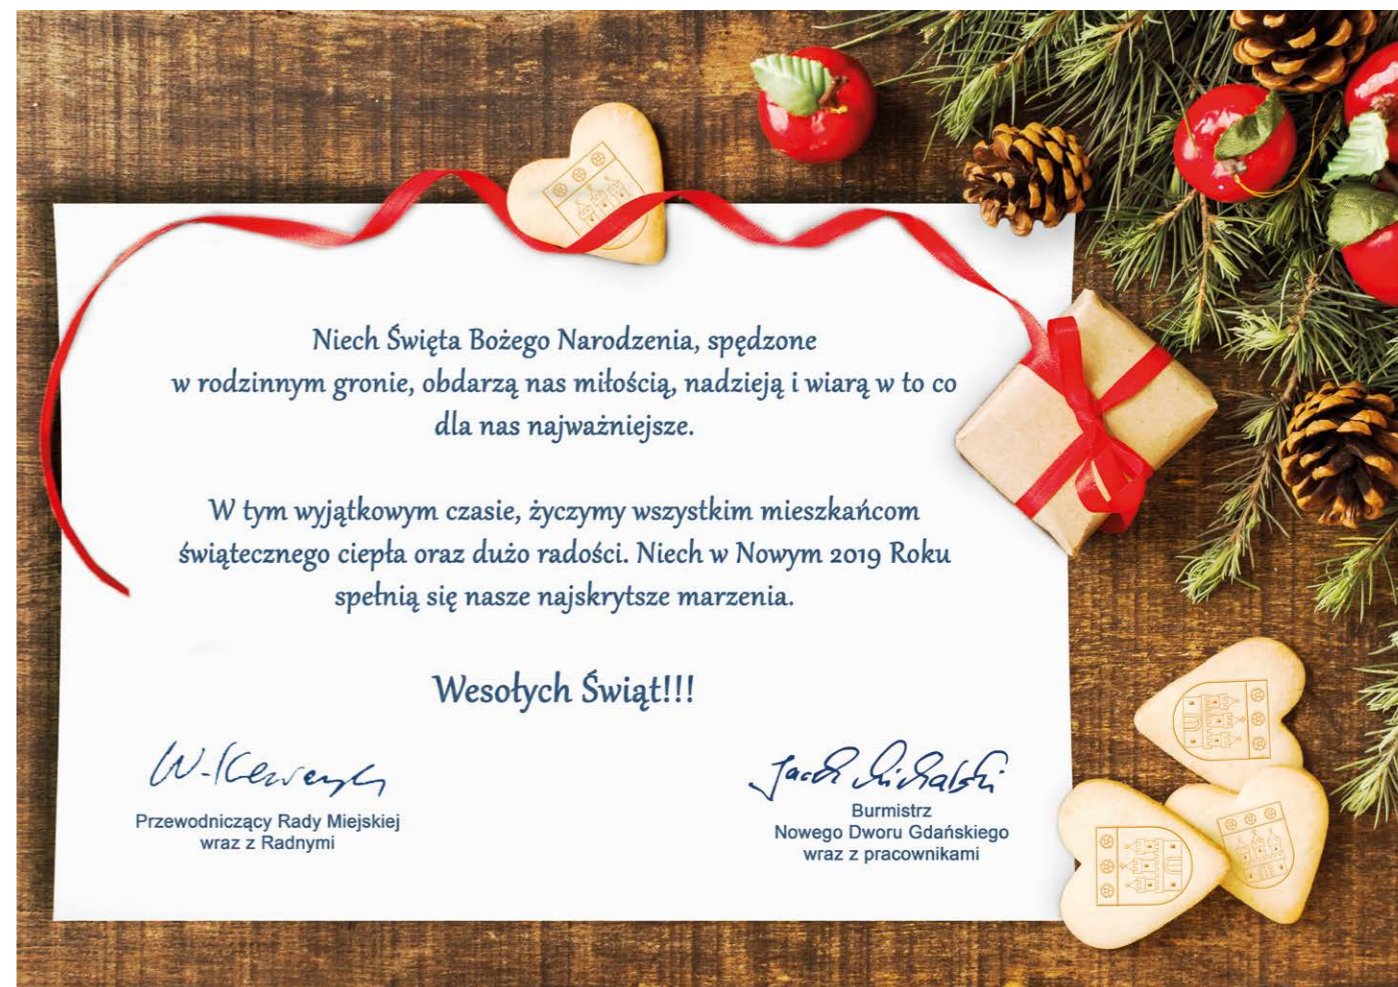 Niech Święta Bożego Narodzenia, spędzone
w rodzinnym gronie, obdarzą nas miłością, nadzieją i wiarą w to co
dla nas najważniejsze.
W tym wyjątkowym czasie, życzymy wszystkim mieszkańcom
świątecznego ciepła oraz dużo radości. Niech w Nowym 2019 Roku
spełnią się nasze najskrytsze marzenia.
Wesołych Świąt!!!
Przewodniczący Rady Miejskiej
wraz z Radnymi
Jacek Michalski
Burmistrz
Nowego Dworu Gdańskiego
wraz z pracownikami